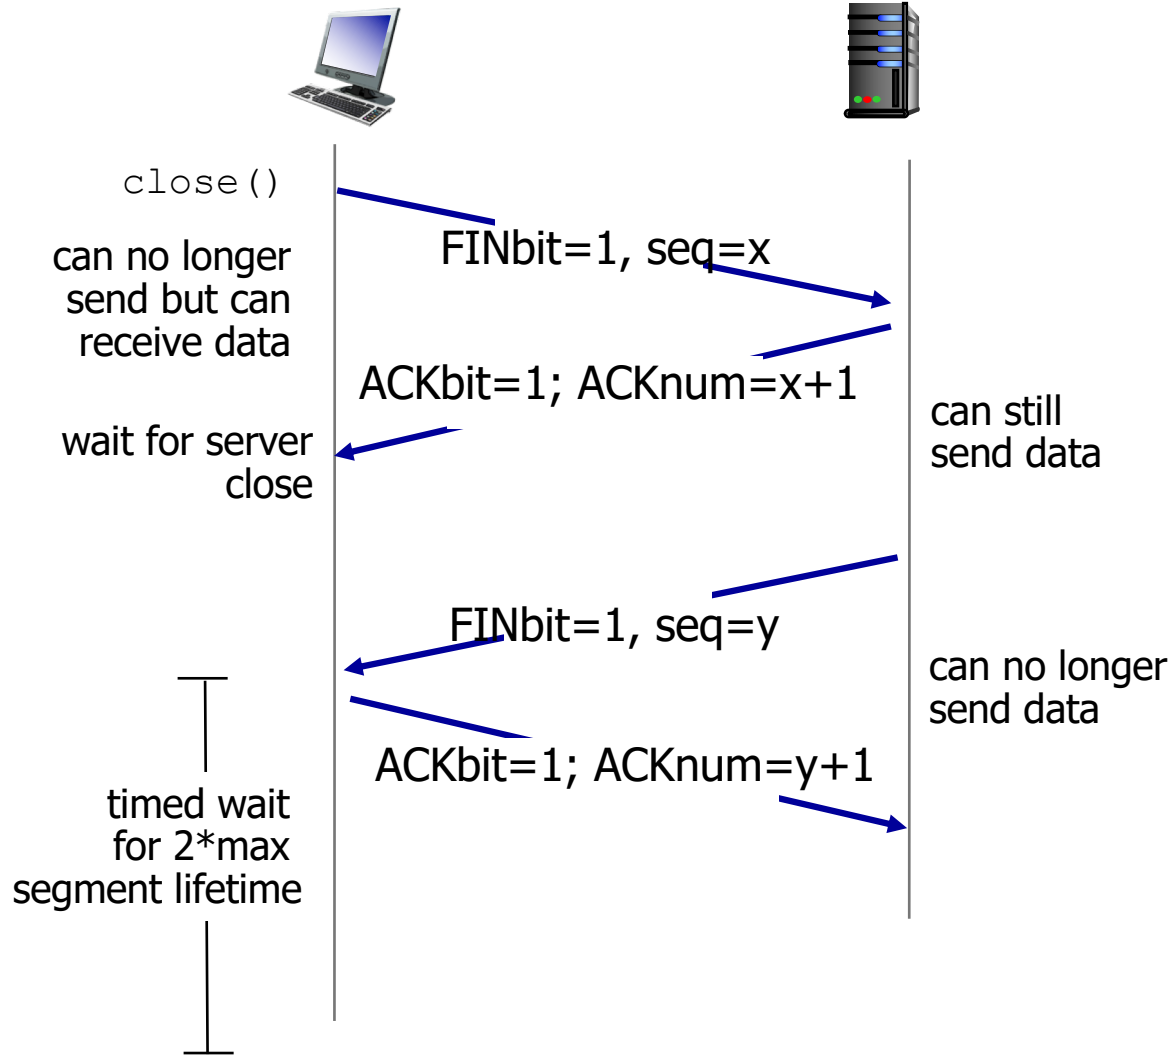 close()
can no longer
send but can
receive data
FINbit=1, seq=x
ACKbit=1; ACKnum=x+1
wait for server
close
can still
send data
FINbit=1, seq=y
can no longer
send data
ACKbit=1; ACKnum=y+1
timed wait
for 2*max
segment lifetime